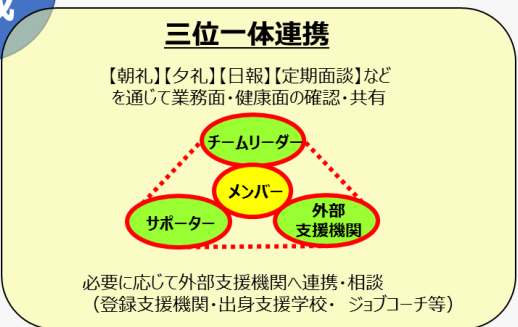 三位一体連携
【朝礼】【夕礼】【日報】【定期面談】など
を通じて業務面・健康面の確認・共有
チームリーダー
メンバー
サポーター
外部
支援機関
必要に応じて外部支援機関へ連携・相談
（登録支援機関・出身支援学校・ ジョブコーチ等）